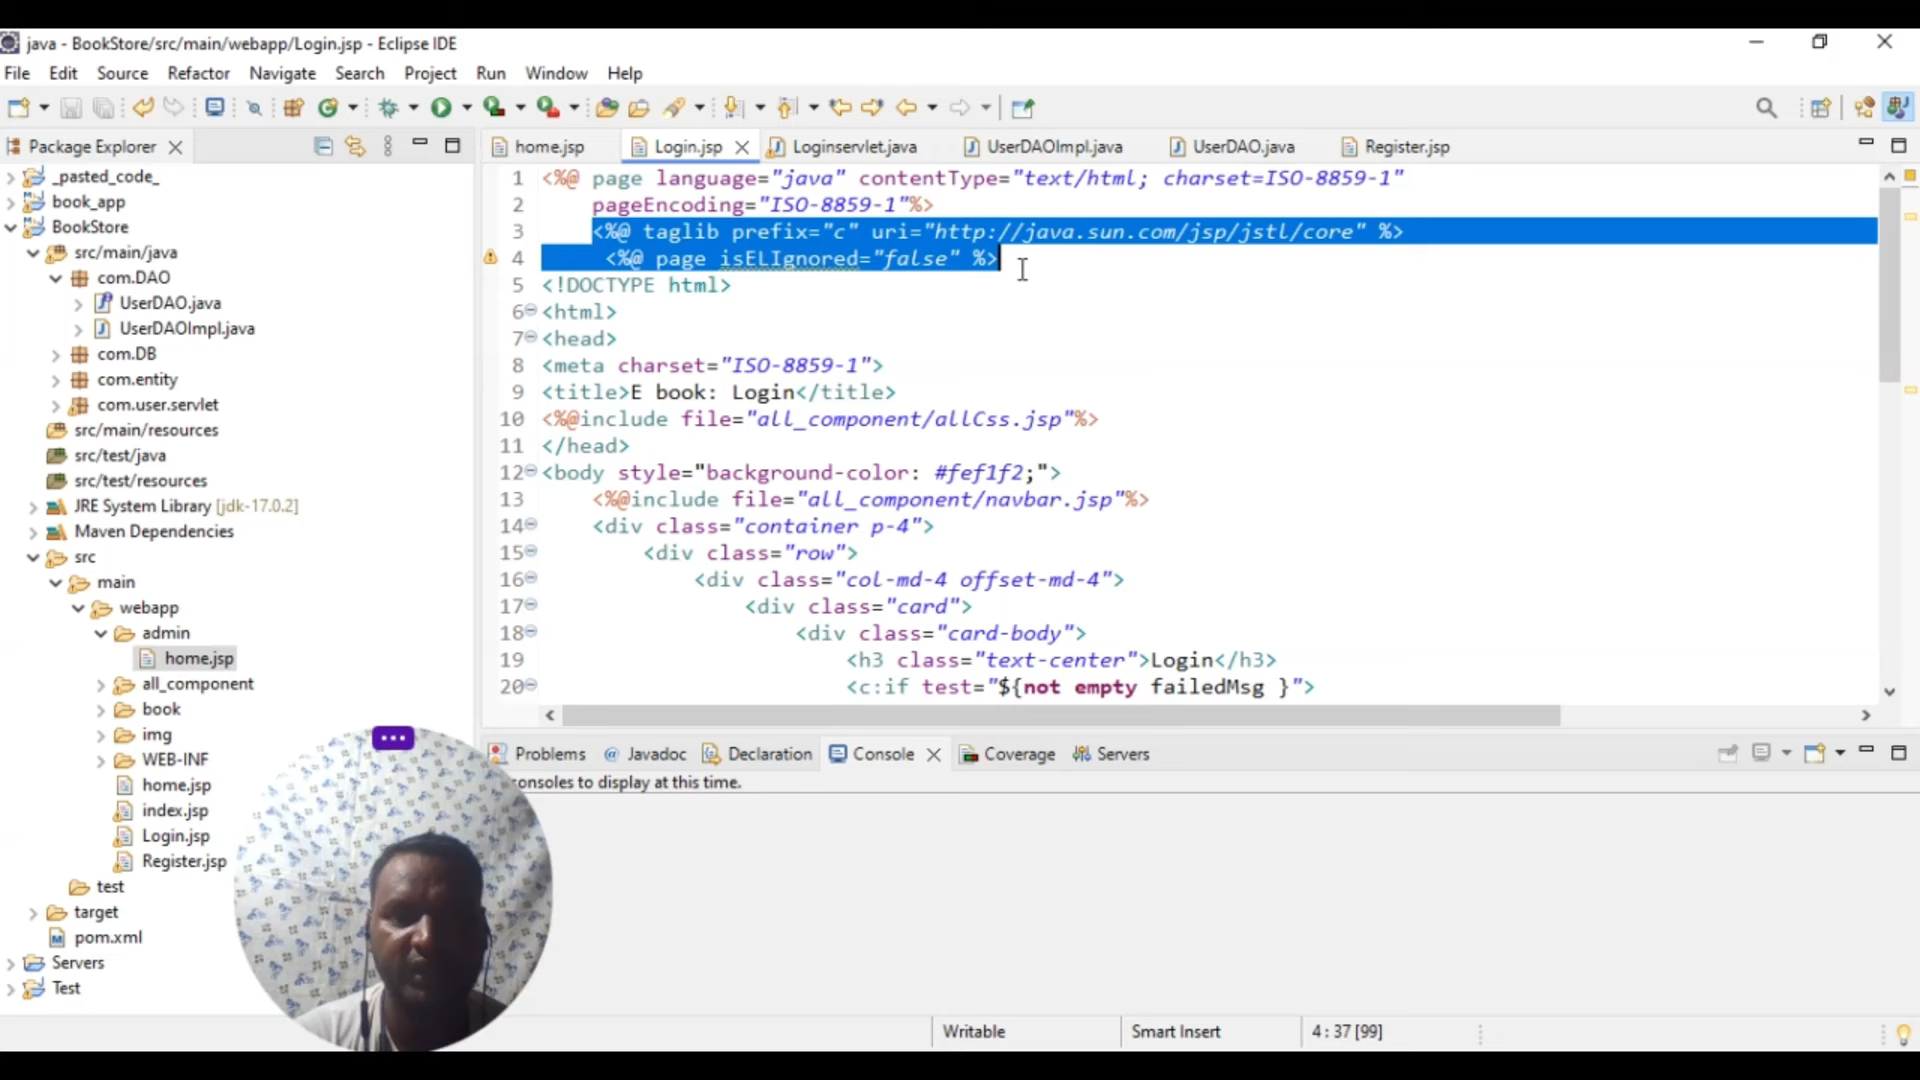 java - BookStore/src/main/webapp/Login.jsp - Eclipse IDE
File Edit Source Refactor Navigate Search Project Run Window Help
Package Explorer
_pasted_code_
book_app
BookStore
src/main/java
com.DAO
UserDAO.java
UserDAOImpl.java
com.DB
com.entity
com.user.servlet
src/main/resources
src/test/java
src/test/resources
JRE System Library [jdk-17.0.2]
Maven Dependencies
src
main
webapp
admin
home.jsp
all_component
book
img
WEB-INF
home.jsp
index.jsp
Login.jsp
Register.jsp
test
target
pom.xml
Servers
Test
home.jsp Login.jsp Loginservlet.java UserDAOImpl.java UserDAO.java Register.jsp
1 <%@ page language="java" contentType="text/html; charset=ISO-8859-1"
2 pageEncoding="ISO-8859-1"%>
3 <%@ taglib prefix="c" uri="http://java.sun.com/jsp/jstl/core" %>
4 <%@ page isELIgnored="false" %>
5 <!DOCTYPE html>
6 <html>
7 <head>
8 <meta charset="ISO-8859-1">
9 <title>E book: Login</title>
10 <%@include file="all_component/allCss.jsp"%>
11 </head>
12 <body style="background-color: #fef1f2;">
13 <%@include file="all_component/navbar.jsp"%>
14 <div class="container p-4">
15 <div class="row">
16 <div class="col-md-4 offset-md-4">
17 <div class="card">
18 <div class="card-body">
19 <h3 class="text-center">Login</h3>
20 <c:if test="${not empty failedMsg }">
Problems Javadoc Declaration Console Coverage Servers
consoles to display at this time.
Writable Smart Insert 4 : 37 [99]